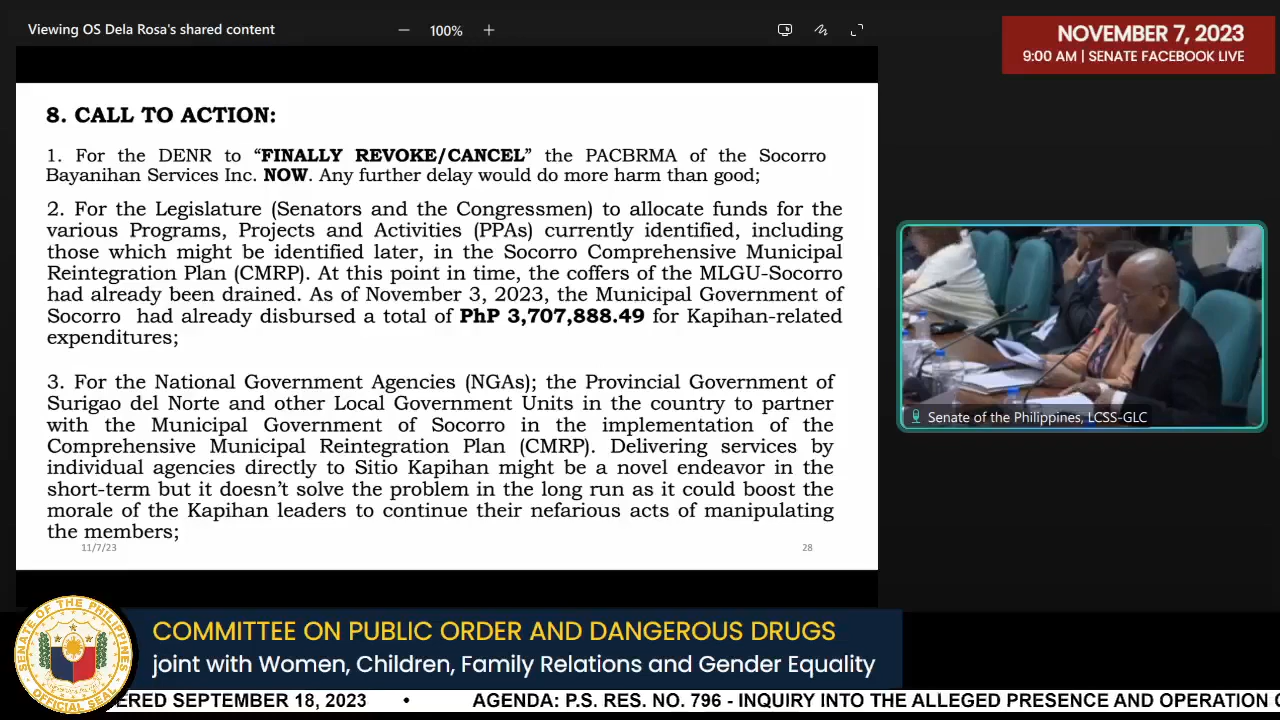 Viewing OS Dela Rosa's shared content
100%
NOVEMBER 7, 2023
9:00 AM | SENATE FACEBOOK LIVE
8. CALL TO ACTION:
1. For the DENR to “FINALLY REVOKE/CANCEL” the PACBRMA of the Socorro
Bayanihan Services Inc. NOW. Any further delay would do more harm than good;
2. For the Legislature (Senators and the Congressmen) to allocate funds for the
various Programs, Projects and Activities (PPAs) currently identified, including
those which might be identified later, in the Socorro Comprehensive Municipal
Reintegration Plan (CMRP). At this point in time, the coffers of the MLGU-Socorro
had already been drained. As of November 3, 2023, the Municipal Government of
Socorro had already disbursed a total of PhP 3,707,888.49 for Kapihan-related
expenditures;
3. For the National Government Agencies (NGAs); the Provincial Government of
Surigao del Norte and other Local Government Units in the country to partner
with the Municipal Government of Socorro in the implementation of the
Comprehensive Municipal Reintegration Plan (CMRP). Delivering services by
individual agencies directly to Sitio Kapihan might be a novel endeavor in the
short-term but it doesn’t solve the problem in the long run as it could boost the
morale of the Kapihan leaders to continue their nefarious acts of manipulating
the members;
11/7/23
28
Senate of the Philippines, LCSS-GLC
SENATE OF THE PHILIPPINES
OFFICIAL SEAL
COMMITTEE ON PUBLIC ORDER AND DANGEROUS DRUGS
joint with Women, Children, Family Relations and Gender Equality
ERED SEPTEMBER 18, 2023 • AGENDA: P.S. RES. NO. 796 - INQUIRY INTO THE ALLEGED PRESENCE AND OPERATION